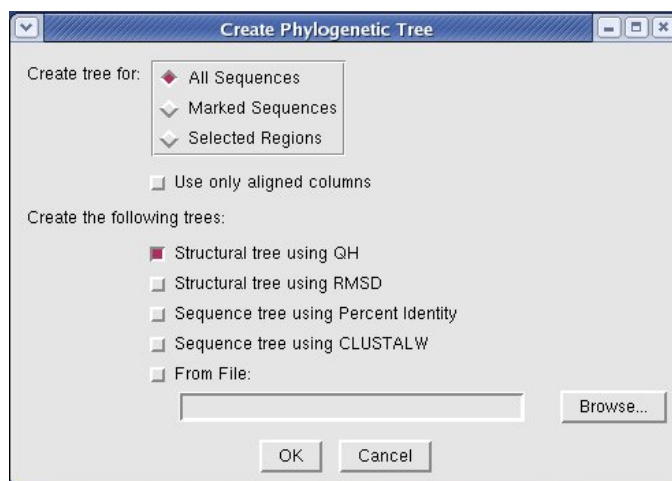 Create Phylogenetic Tree
Create tree for:
All Sequences
Marked Sequences
Selected Regions
Use only aligned columns
Create the following trees:
Structural tree using QH
Structural tree using RMSD
Sequence tree using Percent Identity
Sequence tree using CLUSTALW
From File:
Browse...
OK Cancel